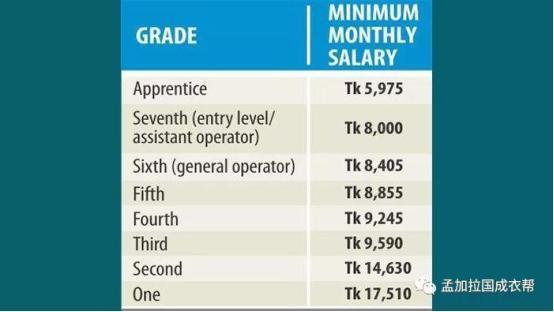 GRADE
MINIMUM
MONTHLY
SALARY
Apprentice Tk 5,975
Seventh (entry level/
assistant operator) Tk 8,000
Sixth (general operator) Tk 8,405
Fifth Tk 8,855
Fourth Tk 9,245
Third Tk 9,590
Second Tk 14,630
One Tk 17,510
孟加拉国成衣帮